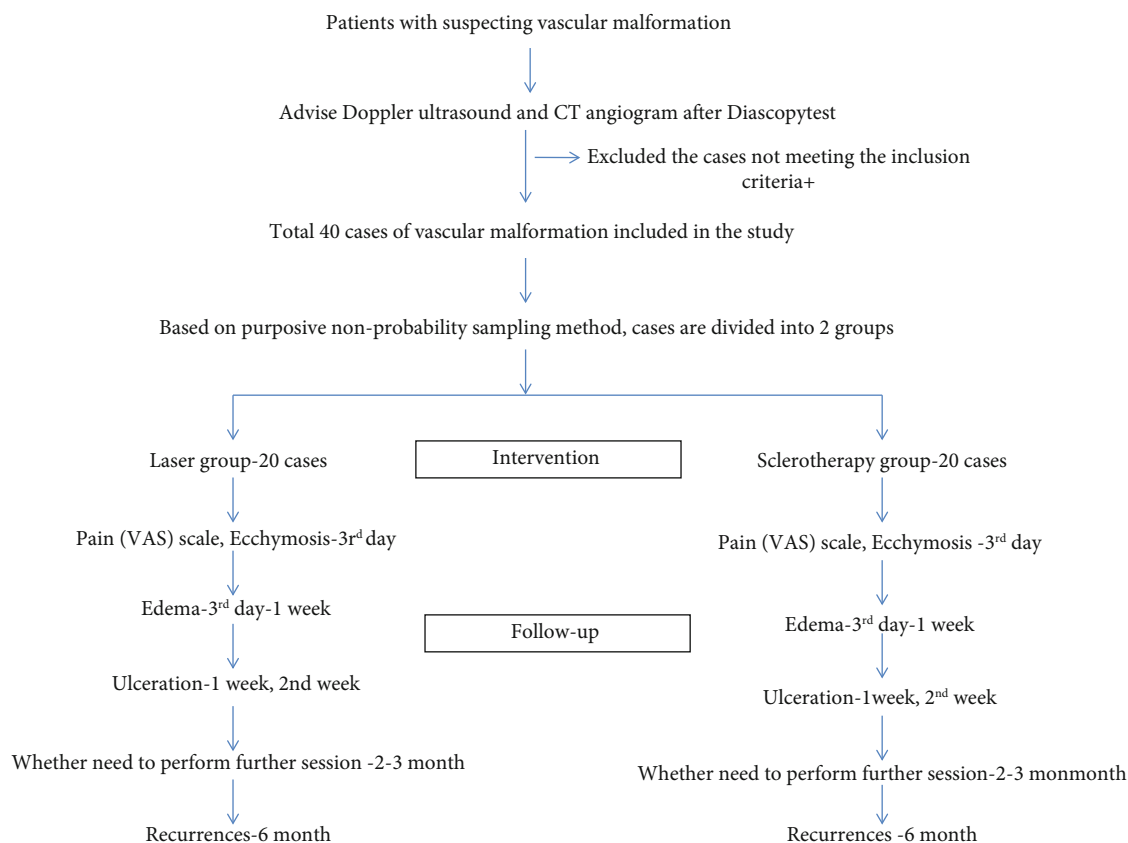 Patients with suspecting vascular malformation
Advise Doppler ultrasound and CT angiogram after Diascopytest
Excluded the cases not meeting the inclusion
criteria+
Total 40 cases of vascular malformation included in the study
Based on purposive non-probability sampling method, cases are divided into 2 groups
Intervention
Laser group-20 cases
Sclerotherapy group-20 cases
Pain (VAS) scale, Ecchymosis-3rd day
Pain (VAS) scale, Ecchymosis -3rd day
Edema-3rd day-1 week
Edema-3rd day-1 week
Follow-up
Ulceration-1 week, 2nd week
Ulceration-1week, 2nd week
Whether need to perform further session -2-3 month
Whether need to perform further session-2-3 monmonth
Recurrences-6 month
Recurrences -6 month